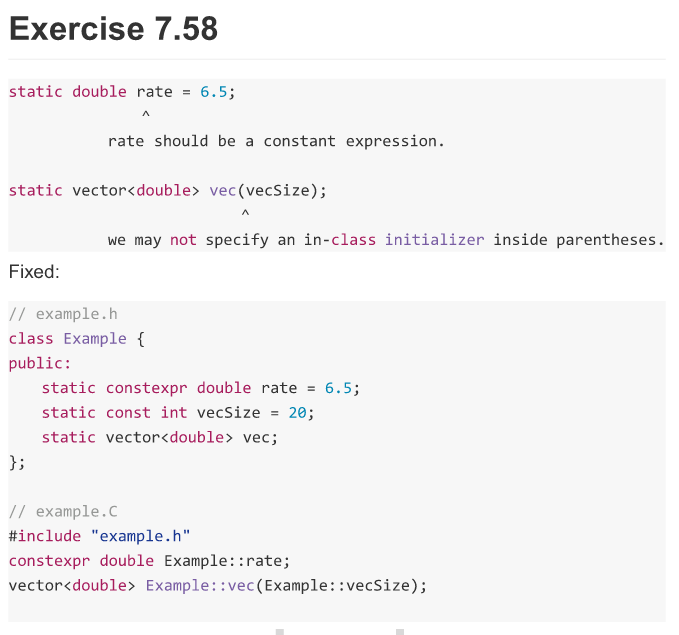 Exercise 7.58
static double rate = 6.5;
^
rate should be a constant expression.
static vector<double> vec(vecSize);
^
we may not specify an in-class initializer inside parentheses.
Fixed:
// example.h
class Example {
public:
static constexpr double rate = 6.5;
static const int vecSize = 20;
static vector<double> vec;
};
// example.C
#include "example.h"
constexpr double Example::rate;
vector<double> Example::vec(Example::vecSize);